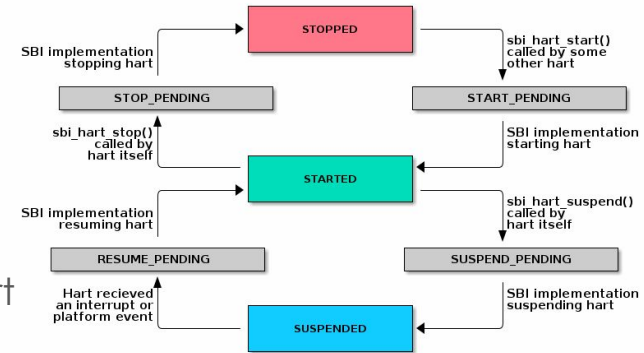 STOPPED
SBI implementation
stopping hart
sbi_hart_start()
called by some
other hart
STOP_PENDING
START_PENDING
sbi_hart_stop()
called by
hart itself
SBI implementation
starting hart
STARTED
SBI implementation
resuming hart
sbi_hart_suspend()
called by
hart itself
RESUME_PENDING
SUSPEND_PENDING
Hart recieved
an interrupt or
platform event
SBI implementation
suspending hart
SUSPENDED